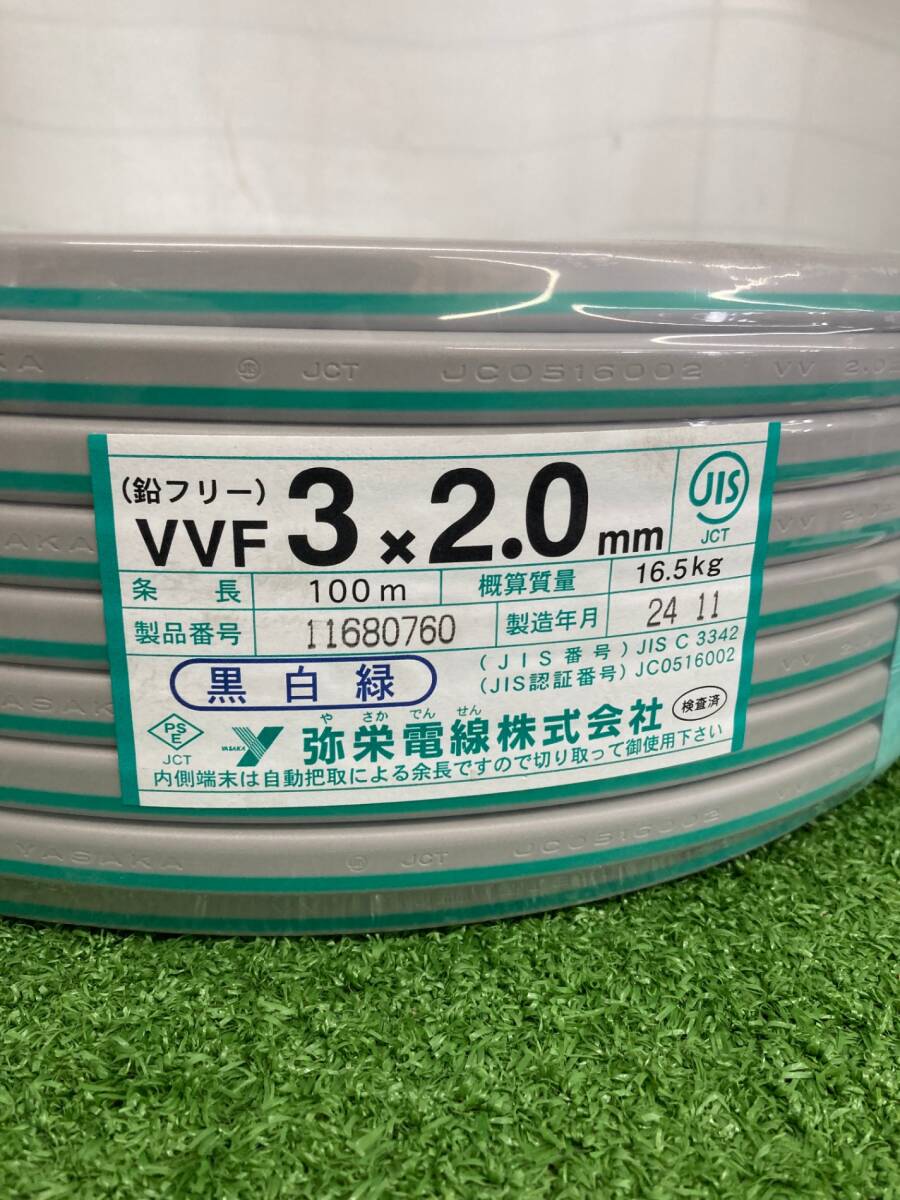 KA JIS JCT JC0516002 VV 2.0
(鉛フリー)
VVF 3×2.0mm
JIS
JCT
条長 100m 概算質量 16.5kg
製品番号 11680760 製造年月 24 11
黒 白 緑
(JIS番号) JIS C 3342
(JIS認証番号) JC0516002
PSE
JCT
YASAKA
や さか でん せん
弥栄電線株式会社
検査済
内側端末は自動把取による余長ですので切り取って御使用下さい
YASAKA JIS JCT JC0516002 VV